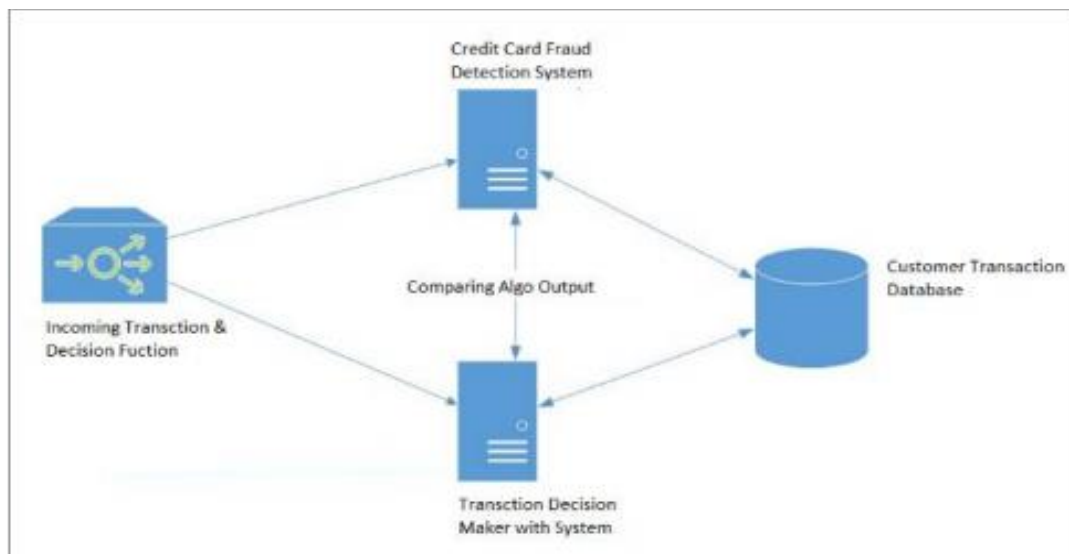 Credit Card Fraud
Detection System
Comparing Algo Output
Customer Transaction
Database
Incoming Transction &
Decision Fuction
Transction Decision
Maker with System